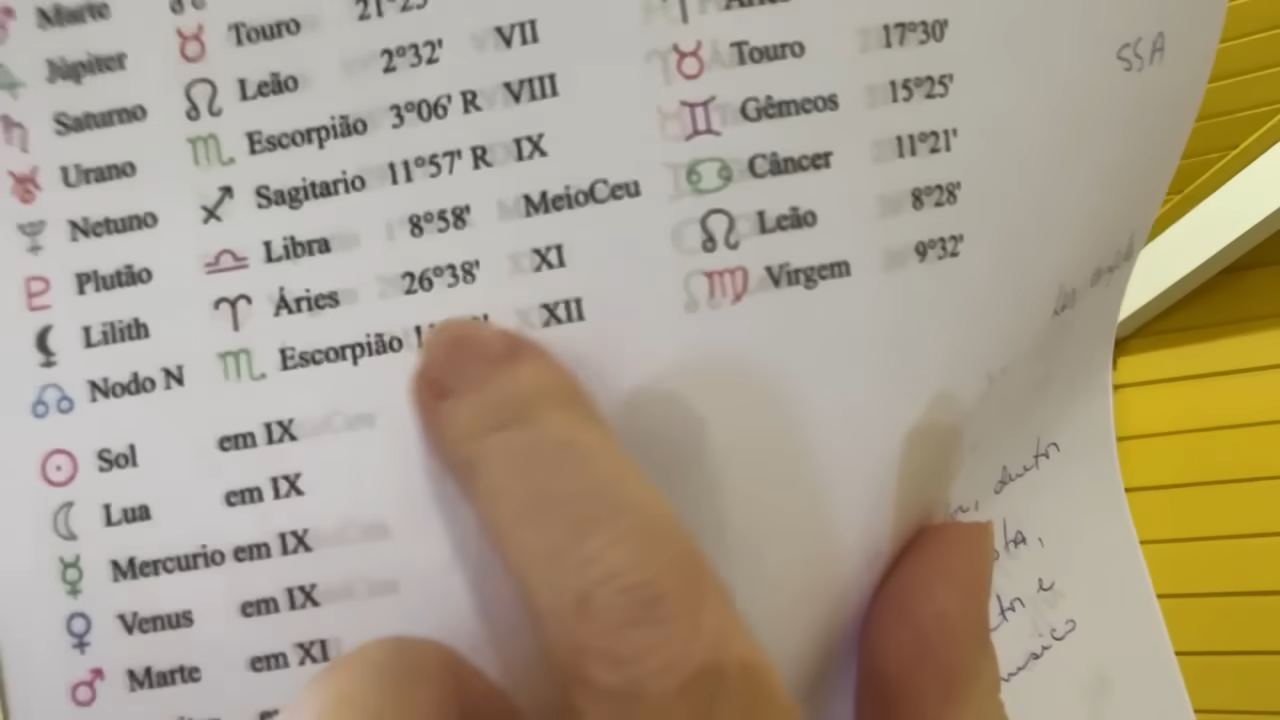 Marte
Júpiter Touro
Saturno Leão 2°32' VII
Urano Escorpião 3°06' R VIII Touro 17°30'
Netuno Sagitario 11°57' R IX Gêmeos 15°25'
Plutão Libra 8°58' MeioCeu Câncer 11°21'
Lilith Áries 26°38' XI Leão 8°28'
Nodo N Escorpião XII Virgem 9°32'
Sol em IX
Lua em IX
Mercurio em IX
Venus em IX
Marte em XI
SSA